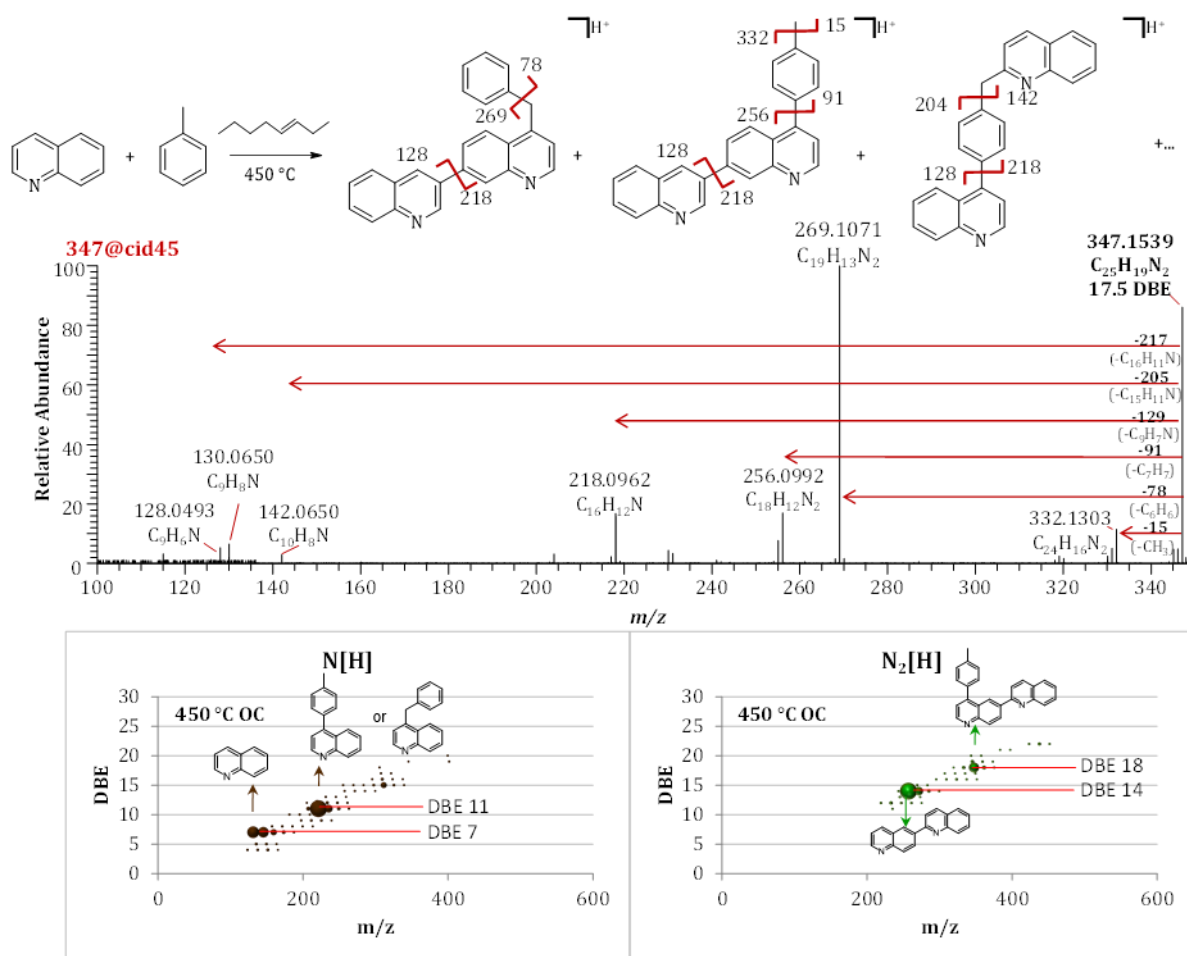 ]H⁺
]H⁺
]H⁺
78
269
128
218
N
N
332
15
91
256
128
218
N
N
N
204
142
128
218
N
N
+
450 °C
+
+
+...
347@cid45
269.1071
C₁₉H₁₃N₂
347.1539
C₂₅H₁₉N₂
17.5 DBE
Relative Abundance
100
80
60
40
20
0
-217
(-C₁₆H₁₁N)
-205
(-C₁₅H₁₁N)
-129
(-C₉H₇N)
-91
(-C₇H₇)
-78
(-C₆H₆)
-15
(-CH₃)
128.0493
C₉H₆N
130.0650
C₉H₈N
142.0650
C₁₀H₈N
218.0962
C₁₆H₁₂N
256.0992
C₁₈H₁₂N₂
332.1303
C₂₄H₁₆N₂
100 120 140 160 180 200 220 240 260 280 300 320 340
m/z
N[H]
450 °C OC
or
N
N
N
DBE 11
DBE 7
DBE
30
25
20
15
10
5
0
0 200 400 600
m/z
N₂[H]
450 °C OC
N
N
DBE 18
DBE 14
N
N
DBE
30
25
20
15
10
5
0
0 200 400 600
m/z